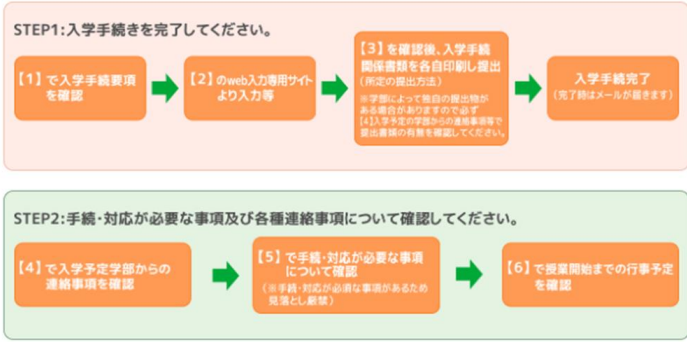 STEP1:入学手続きを完了してください。
【1】で入学手続要項
を確認
【2】のweb入力専用サイト
より入力等
【3】を確認後、入学手続
関係書類を各自印刷し提出
(所定の提出方法)
※学部によって独自の提出物が
ある場合がありますので必ず
【4】入学予定の学部からの連絡事項等で
提出書類の有無を確認してください。
入学手続完了
(完了時はメールが届きます)
STEP2:手続・対応が必要な事項及び各種連絡事項について確認してください。
【4】で入学予定学部からの
連絡事項を確認
【5】で手続・対応が必要な事項
について確認
(※手続・対応が必須な事項があるため
見落とし厳禁)
【6】で授業開始までの行事予定
を確認